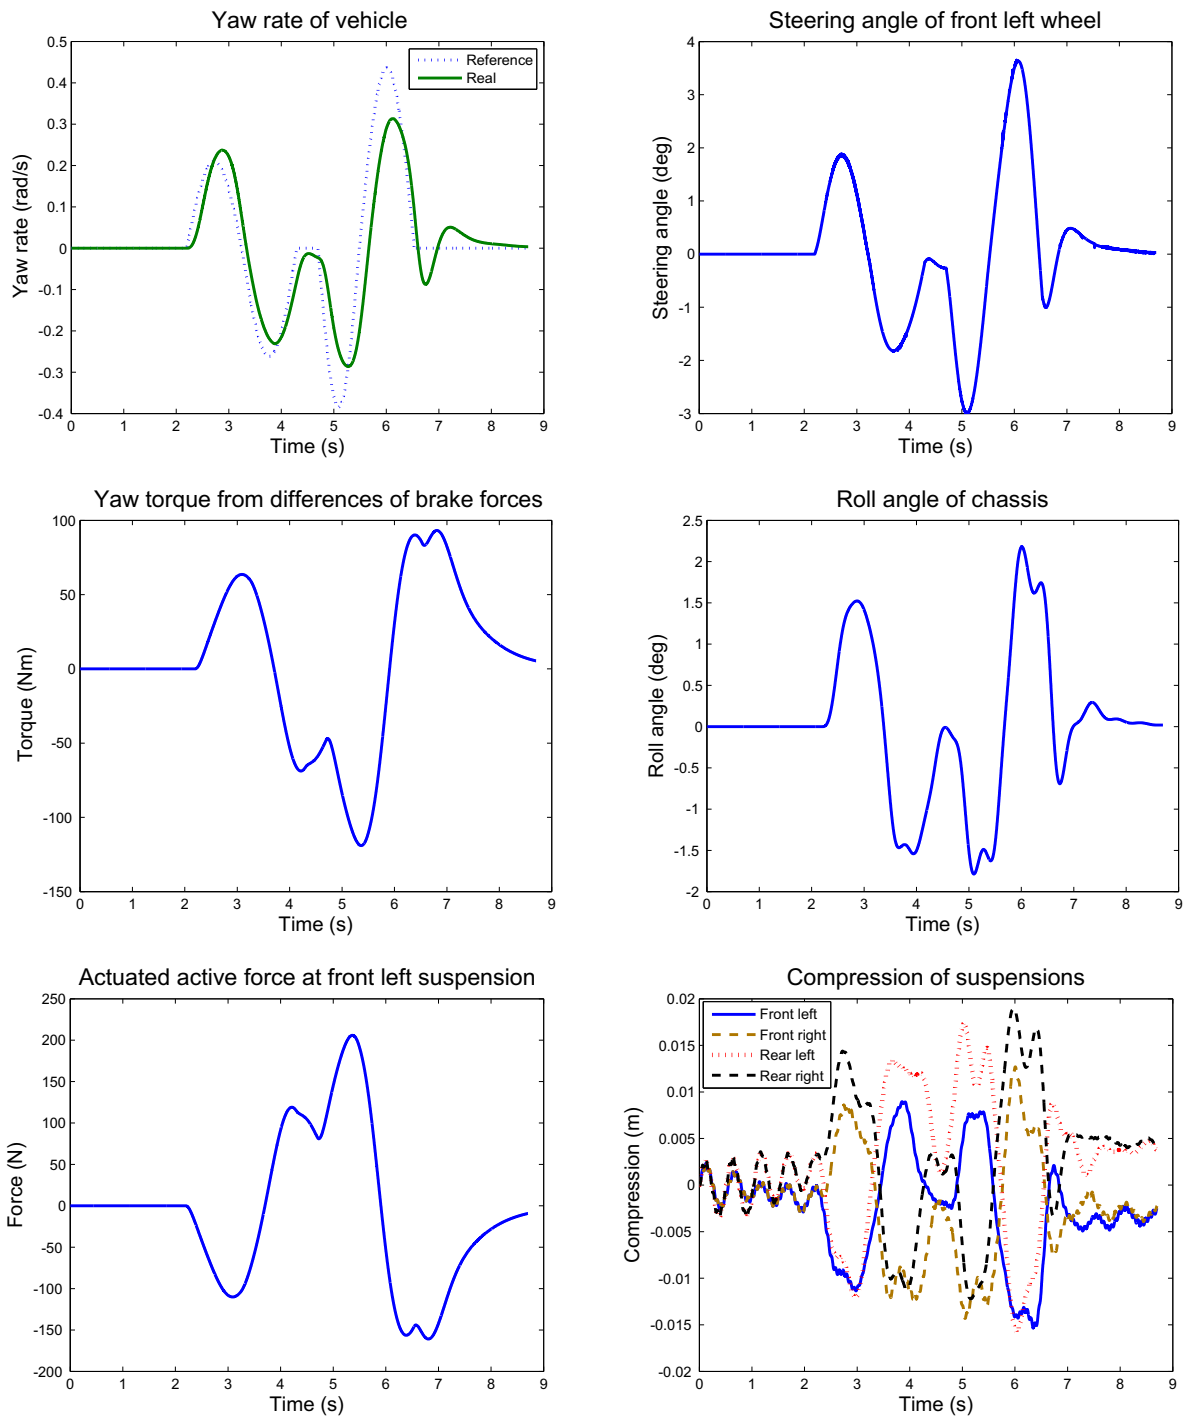 Yaw rate of vehicle
0.5
0.4
0.3
0.2
0.1
0
-0.1
-0.2
-0.3
-0.4
Yaw rate (rad/s)
Reference
Real
0 1 2 3 4 5 6 7 8 9
Time (s)
Steering angle of front left wheel
4
3
2
1
0
-1
-2
-3
Steering angle (deg)
0 1 2 3 4 5 6 7 8 9
Time (s)
Yaw torque from differences of brake forces
100
50
0
-50
-100
-150
Torque (Nm)
0 1 2 3 4 5 6 7 8 9
Time (s)
Roll angle of chassis
2.5
2
1.5
1
0.5
0
-0.5
-1
-1.5
-2
Roll angle (deg)
0 1 2 3 4 5 6 7 8 9
Time (s)
Actuated active force at front left suspension
250
200
150
100
50
0
-50
-100
-150
-200
Force (N)
0 1 2 3 4 5 6 7 8 9
Time (s)
Compression of suspensions
0.02
0.015
0.01
0.005
0
-0.005
-0.01
-0.015
-0.02
Compression (m)
Front left
Front right
Rear left
Rear right
0 1 2 3 4 5 6 7 8 9
Time (s)